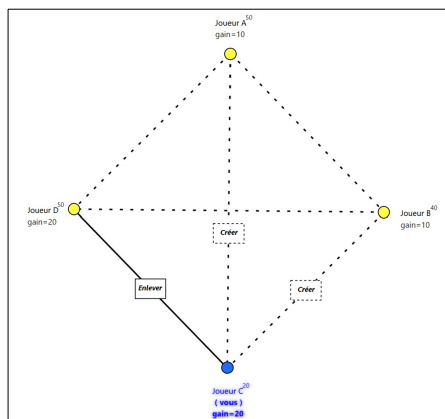 Joueur A50
gain=10
Joueur D50
gain=20
Joueur B40
gain=10
Créer
Enlever
Créer
Joueur C20
( vous )
gain=20